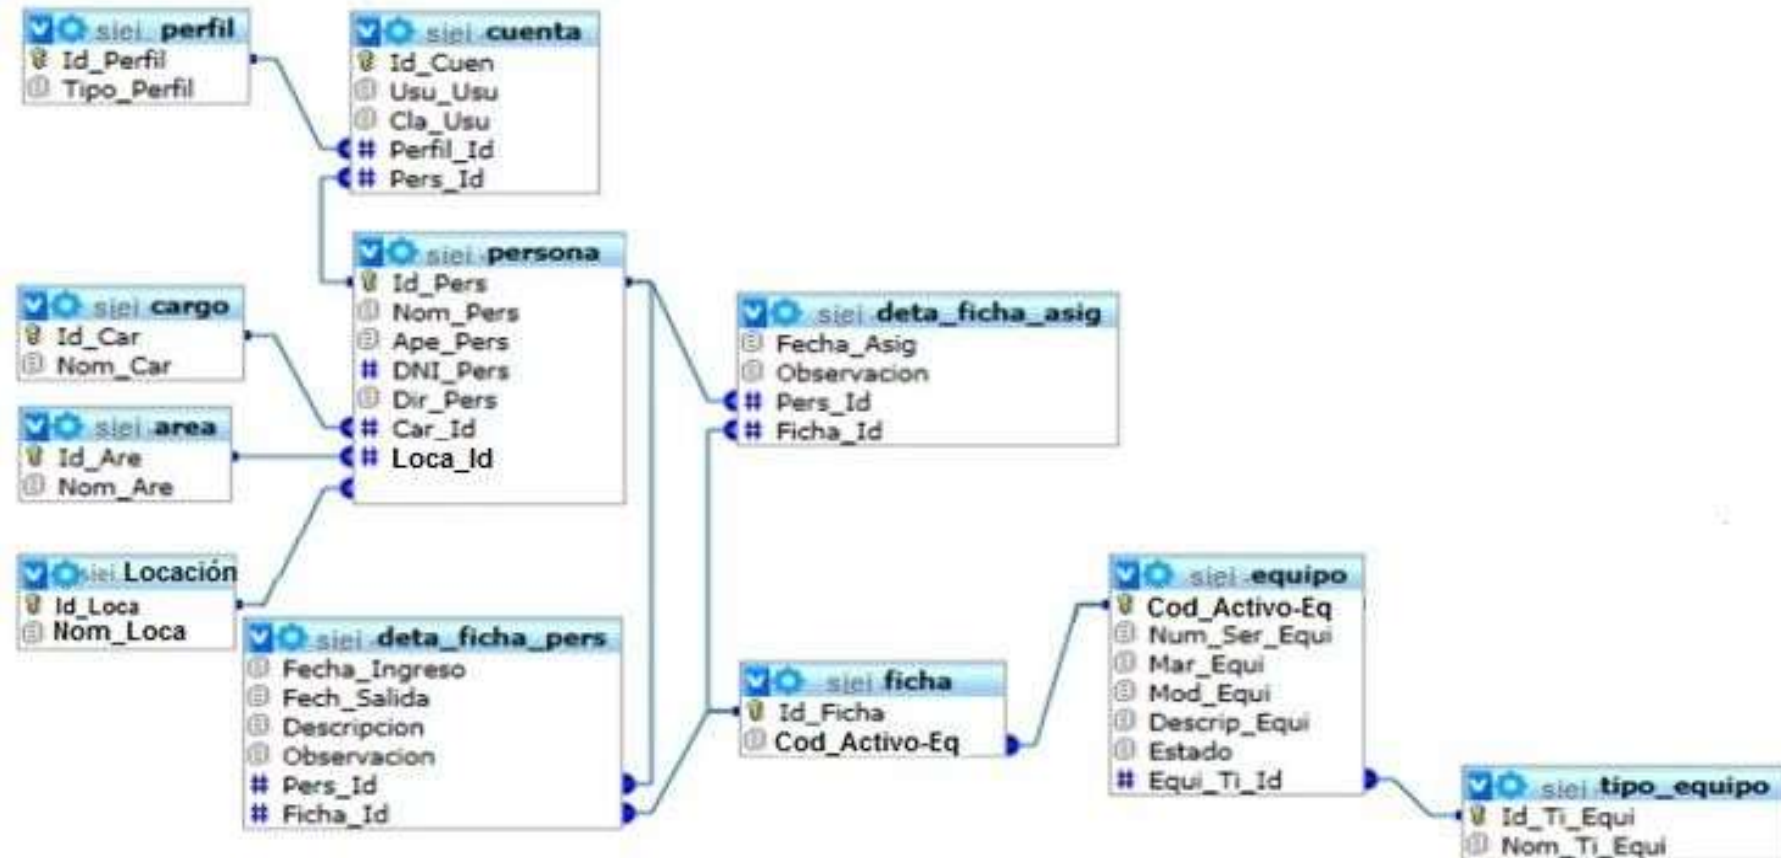 siei perfil
Id_Perfil
Tipo_Perfil
siei cuenta
Id_Cuen
Usu_Usu
Cla_Usu
# Perfil_Id
# Pers_Id
siei persona
Id_Pers
Nom_Pers
Ape_Pers
# DNI_Pers
Dir_Pers
# Car_Id
# Loca_Id
siei cargo
Id_Car
Nom_Car
siei area
Id_Are
Nom_Are
siei Locación
Id_Loca
Nom_Loca
siei deta_ficha_asig
Fecha_Asig
Observacion
# Pers_Id
# Ficha_Id
siei deta_ficha_pers
Fecha_Ingreso
Fech_Salida
Descripcion
Observacion
# Pers_Id
# Ficha_Id
siei ficha
Id_Ficha
Cod_Activo-Eq
siei equipo
Cod_Activo-Eq
Num_Ser_Equi
Mar_Equi
Mod_Equi
Descrip_Equi
Estado
# Equi_Ti_Id
siei tipo_equipo
Id_Ti_Equi
Nom_Ti_Equi